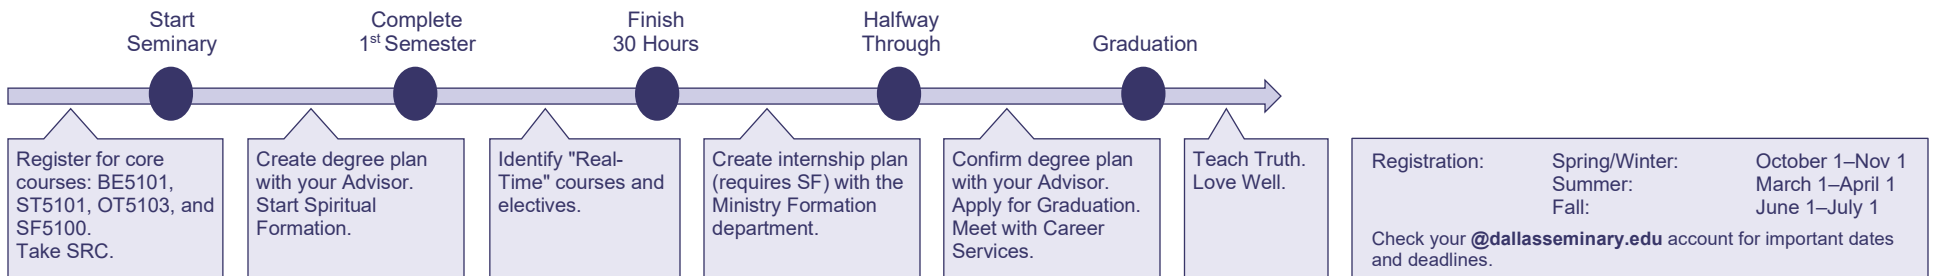 Start
Seminary
Complete
1st Semester
Finish
30 Hours
Halfway
Through
Graduation
Register for core
courses: BE5101,
ST5101, OT5103, and
SF5100.
Take SRC.
Create degree plan
with your Advisor.
Start Spiritual
Formation.
Identify "Real-
Time" courses and
electives.
Create internship plan
(requires SF) with the
Ministry Formation
department.
Confirm degree plan
with your Advisor.
Apply for Graduation.
Meet with Career
Services.
Teach Truth.
Love Well.
Registration: Spring/Winter: October 1–Nov 1
Summer: March 1–April 1
Fall: June 1–July 1
Check your @dallasseminary.edu account for important dates
and deadlines.